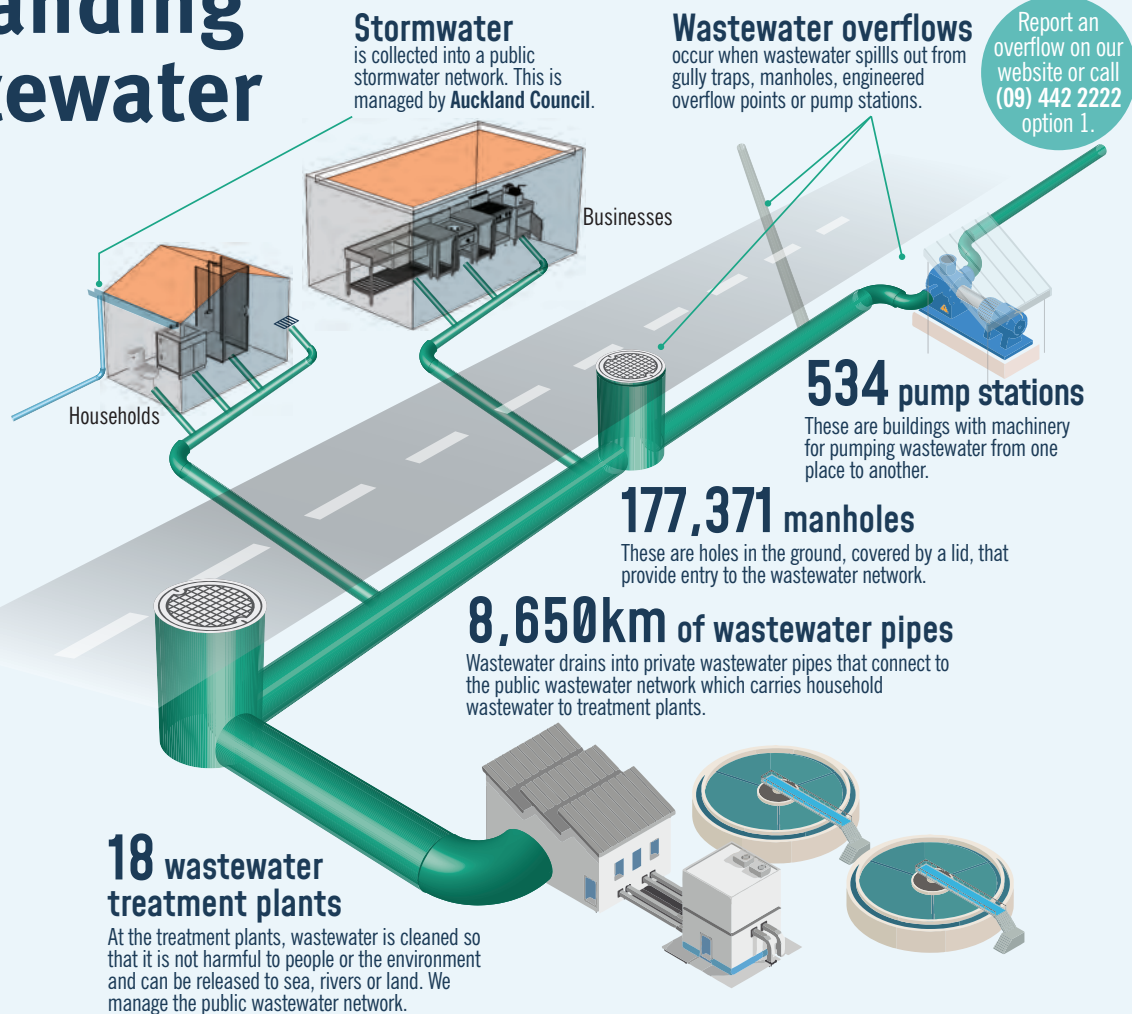 anding
ewater
Stormwater
is collected into a public
stormwater network. This is
managed by Auckland Council.
Wastewater overflows
occur when wastewater spillls out from
gully traps, manholes, engineered
overflow points or pump stations.
Report an
overflow on our
website or call
(09) 442 2222
option 1.
Businesses
Households
534 pump stations
These are buildings with machinery
for pumping wastewater from one
place to another.
177,371 manholes
These are holes in the ground, covered by a lid, that
provide entry to the wastewater network.
8,650km of wastewater pipes
Wastewater drains into private wastewater pipes that connect to
the public wastewater network which carries household
wastewater to treatment plants.
18 wastewater
treatment plants
At the treatment plants, wastewater is cleaned so
that it is not harmful to people or the environment
and can be released to sea, rivers or land. We
manage the public wastewater network.